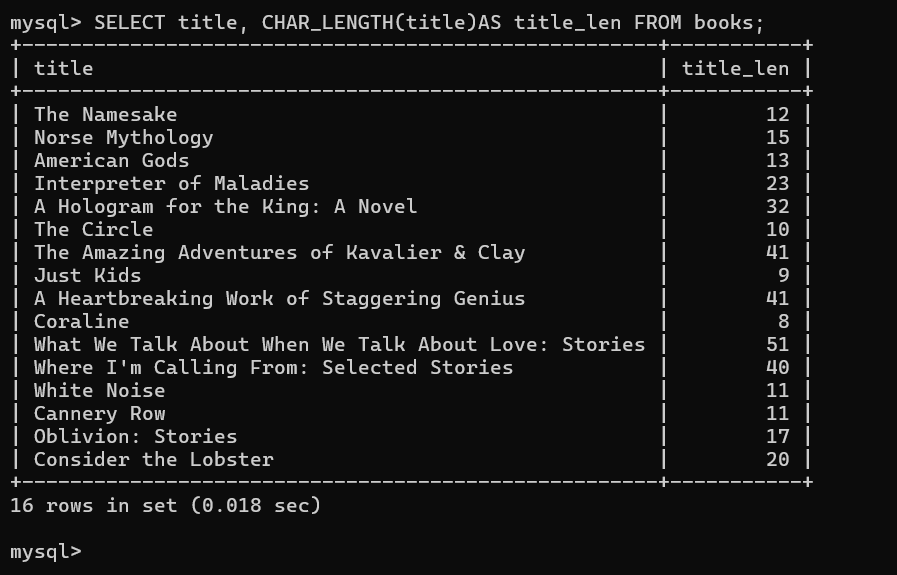 mysql> SELECT title, CHAR_LENGTH(title)AS title_len FROM books;
+-----------------------------------------------------+-----------+
| title                                               | title_len |
+-----------------------------------------------------+-----------+
| The Namesake                                        |        12 |
| Norse Mythology                                     |        15 |
| American Gods                                       |        13 |
| Interpreter of Maladies                             |        23 |
| A Hologram for the King: A Novel                    |        32 |
| The Circle                                          |        10 |
| The Amazing Adventures of Kavalier & Clay           |        41 |
| Just Kids                                           |         9 |
| A Heartbreaking Work of Staggering Genius           |        41 |
| Coraline                                            |         8 |
| What We Talk About When We Talk About Love: Stories |        51 |
| Where I'm Calling From: Selected Stories            |        40 |
| White Noise                                         |        11 |
| Cannery Row                                         |        11 |
| Oblivion: Stories                                   |        17 |
| Consider the Lobster                                |        20 |
+-----------------------------------------------------+-----------+
16 rows in set (0.018 sec)

mysql>